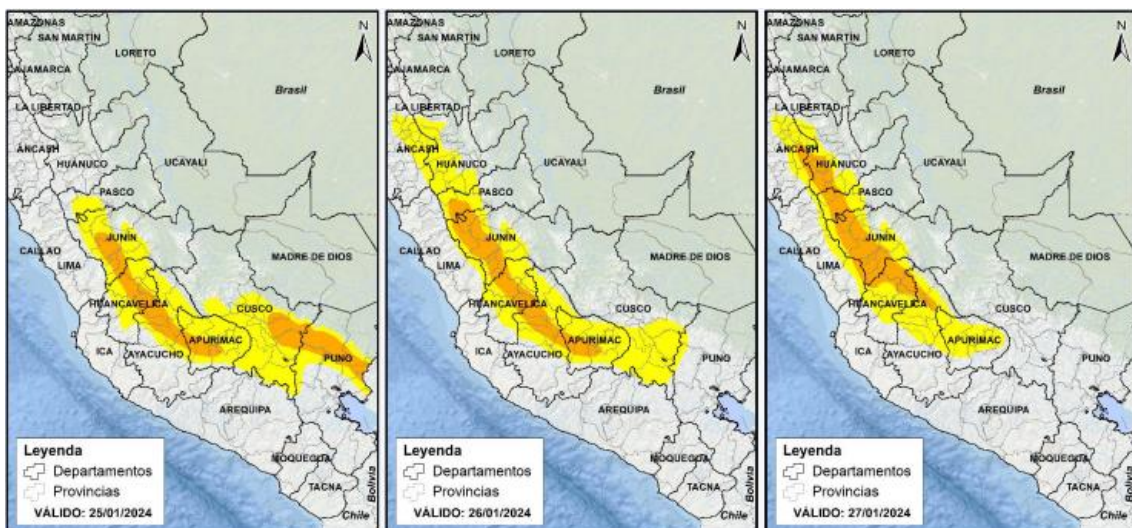 AMAZONAS
SAN MARTIN
LORETO
CAJAMARCA
Brasil
LA LIBERTAD
ÁNCASH
HUANUCO
UCAYALI
PASCO
JUNIN
CALLAO
LIMA
MADRE DE DIOS
HUANCAVELICA
CUSCO
APURIMAC
ICA
AYACUCHO
PUNO
AREQUIPA
MOQUEGUA
TACNA
Bolivia
Chile
N
Leyenda
Departamentos
Provincias
VÁLIDO: 25/01/2024
AMAZONAS
SAN MARTIN
LORETO
CAJAMARCA
Brasil
LA LIBERTAD
ÁNCASH
HUANUCO
UCAYALI
PASCO
JUNIN
CALLAO
LIMA
MADRE DE DIOS
HUANCAVELICA
CUSCO
APURIMAC
ICA
AYACUCHO
PUNO
AREQUIPA
MOQUEGUA
TACNA
Bolivia
Chile
N
Leyenda
Departamentos
Provincias
VÁLIDO: 26/01/2024
AMAZONAS
SAN MARTIN
LORETO
CAJAMARCA
Brasil
LA LIBERTAD
ÁNCASH
HUANUCO
UCAYALI
PASCO
JUNIN
CALLAO
LIMA
MADRE DE DIOS
HUANCAVELICA
CUSCO
APURIMAC
ICA
AYACUCHO
PUNO
AREQUIPA
MOQUEGUA
TACNA
Bolivia
Chile
N
Leyenda
Departamentos
Provincias
VÁLIDO: 27/01/2024